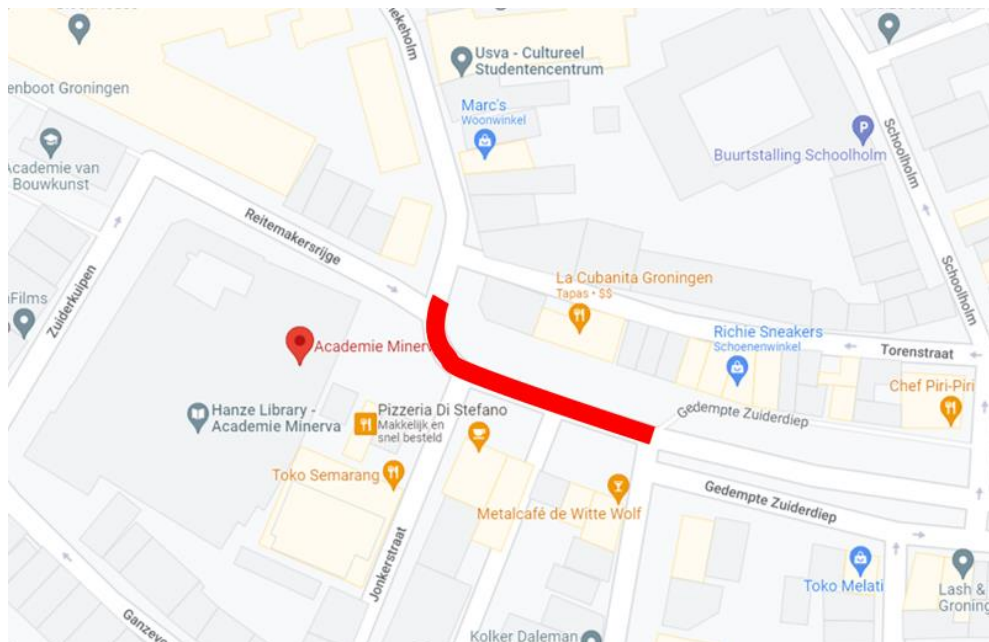 enboot Groningen
Usva - Cultureel
Studentencentrum
Marc's
Woonwinkel
Schoolholm
Buurtstalling Schoolholm
Academie van
Bouwkunst
Reitemakersrijge
Zuiderkuipen
La Cubanita Groningen
Tapas • $$
Schoolholm
Richie Sneakers
Schoenenwinkel
Torenstraat
Academie Minerv
Chef Piri-Piri
Hanze Library -
Academie Minerva
Pizzeria Di Stefano
Makkelijk en
snel besteld
Gedempte Zuiderdiep
Toko Semarang
Gedempte Zuiderdiep
Metalcafé de Witte Wolf
Jonkerstraat
Toko Melati
Lash &
Groning
Ganzev
Kolker Daleman